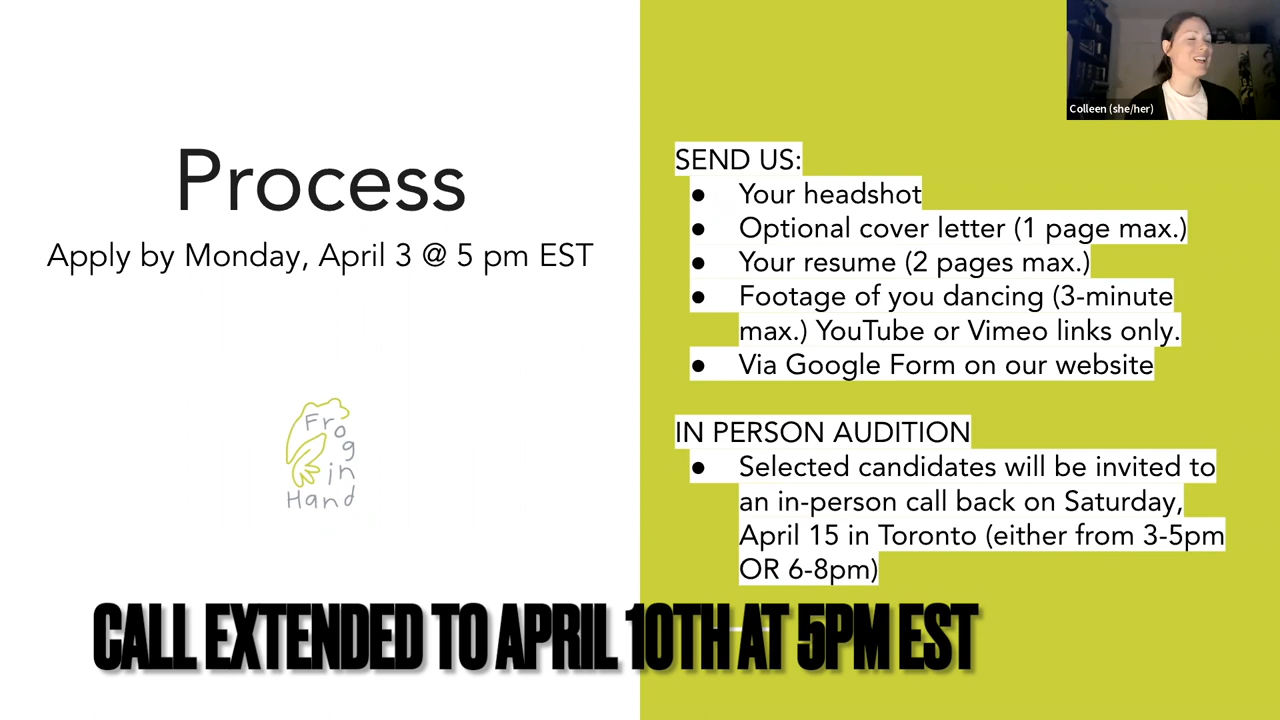 Colleen (she/her)
Process
Apply by Monday, April 3 @ 5 pm EST
Frog
in
Hand
SEND US:
● Your headshot
● Optional cover letter (1 page max.)
● Your resume (2 pages max.)
● Footage of you dancing (3-minute
max.) YouTube or Vimeo links only.
● Via Google Form on our website
IN PERSON AUDITION
● Selected candidates will be invited to
an in-person call back on Saturday,
April 15 in Toronto (either from 3-5pm
OR 6-8pm)
CALL EXTENDED TO APRIL 10TH AT 5PM EST